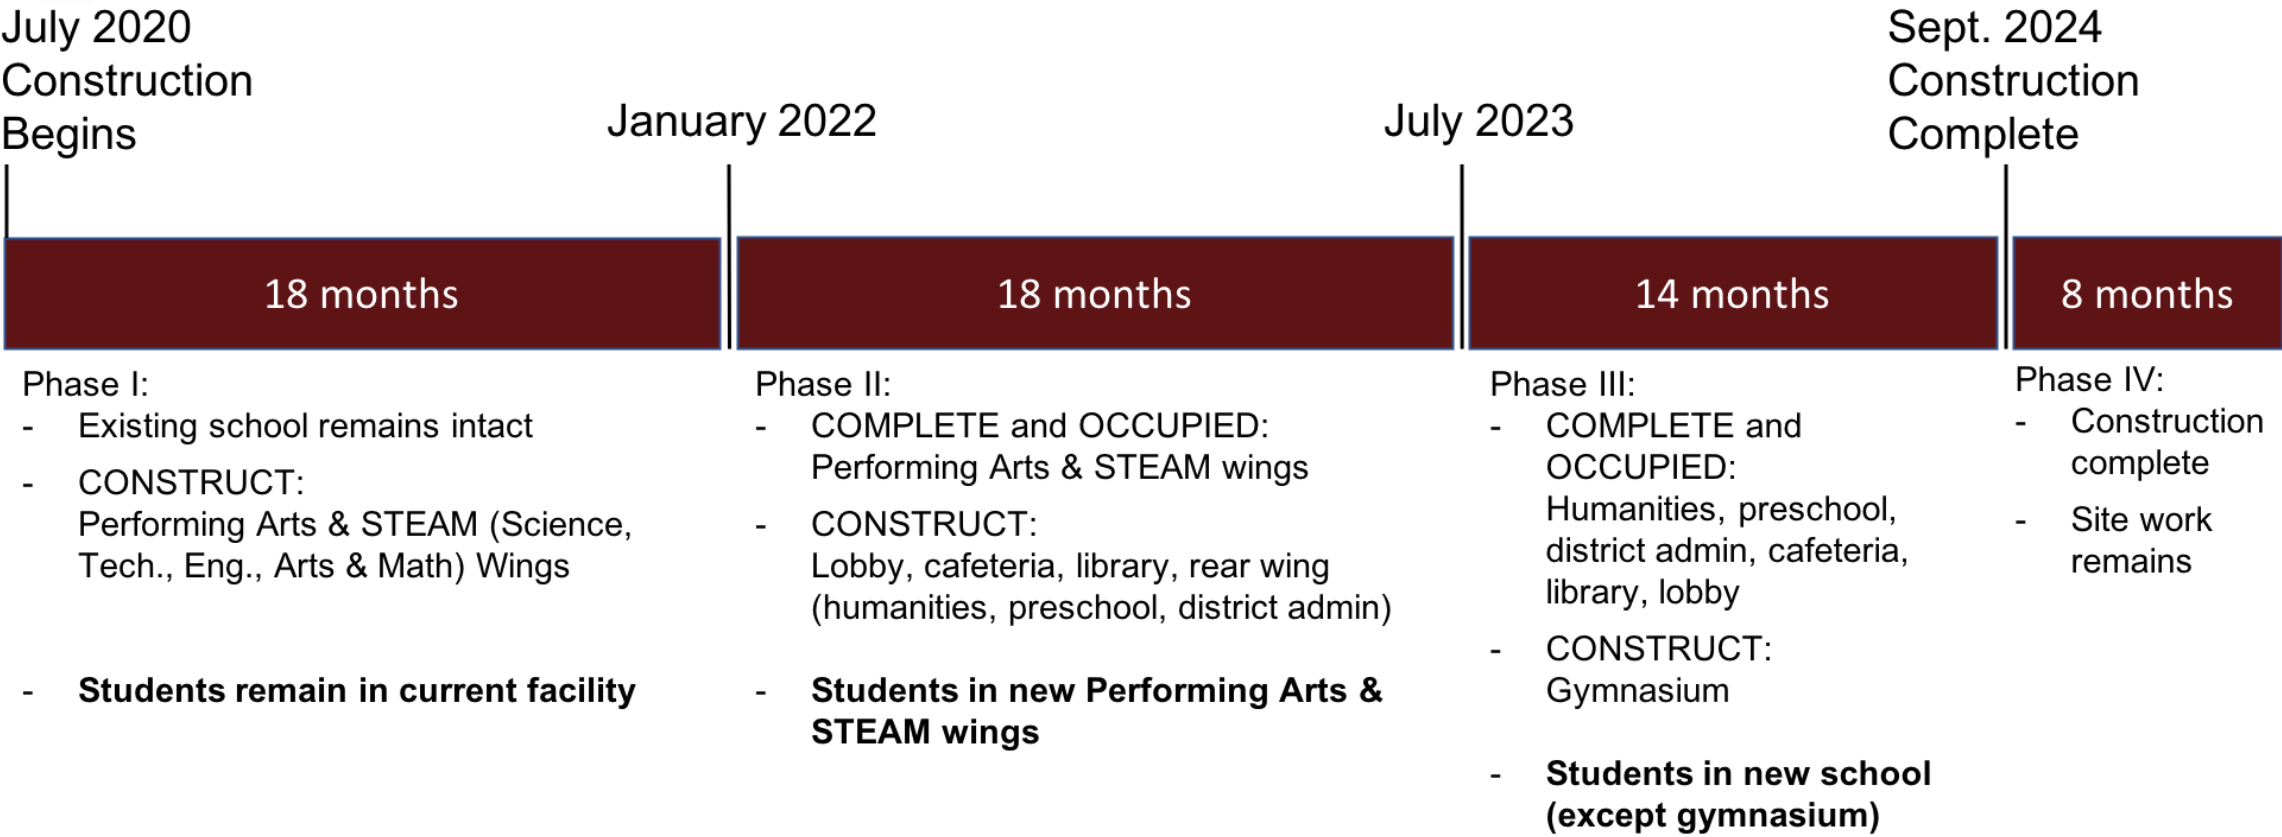 July 2020
Construction
Begins
January 2022
July 2023
Sept. 2024
Construction
Complete
18 months
18 months
14 months
8 months
Phase I:
- Existing school remains intact
- CONSTRUCT:
Performing Arts & STEAM (Science,
Tech., Eng., Arts & Math) Wings
- Students remain in current facility
Phase II:
- COMPLETE and OCCUPIED:
Performing Arts & STEAM wings
- CONSTRUCT:
Lobby, cafeteria, library, rear wing
(humanities, preschool, district admin)
- Students in new Performing Arts &
STEAM wings
Phase III:
- COMPLETE and
OCCUPIED:
Humanities, preschool,
district admin, cafeteria,
library, lobby
- CONSTRUCT:
Gymnasium
- Students in new school
(except gymnasium)
Phase IV:
- Construction
complete
- Site work
remains